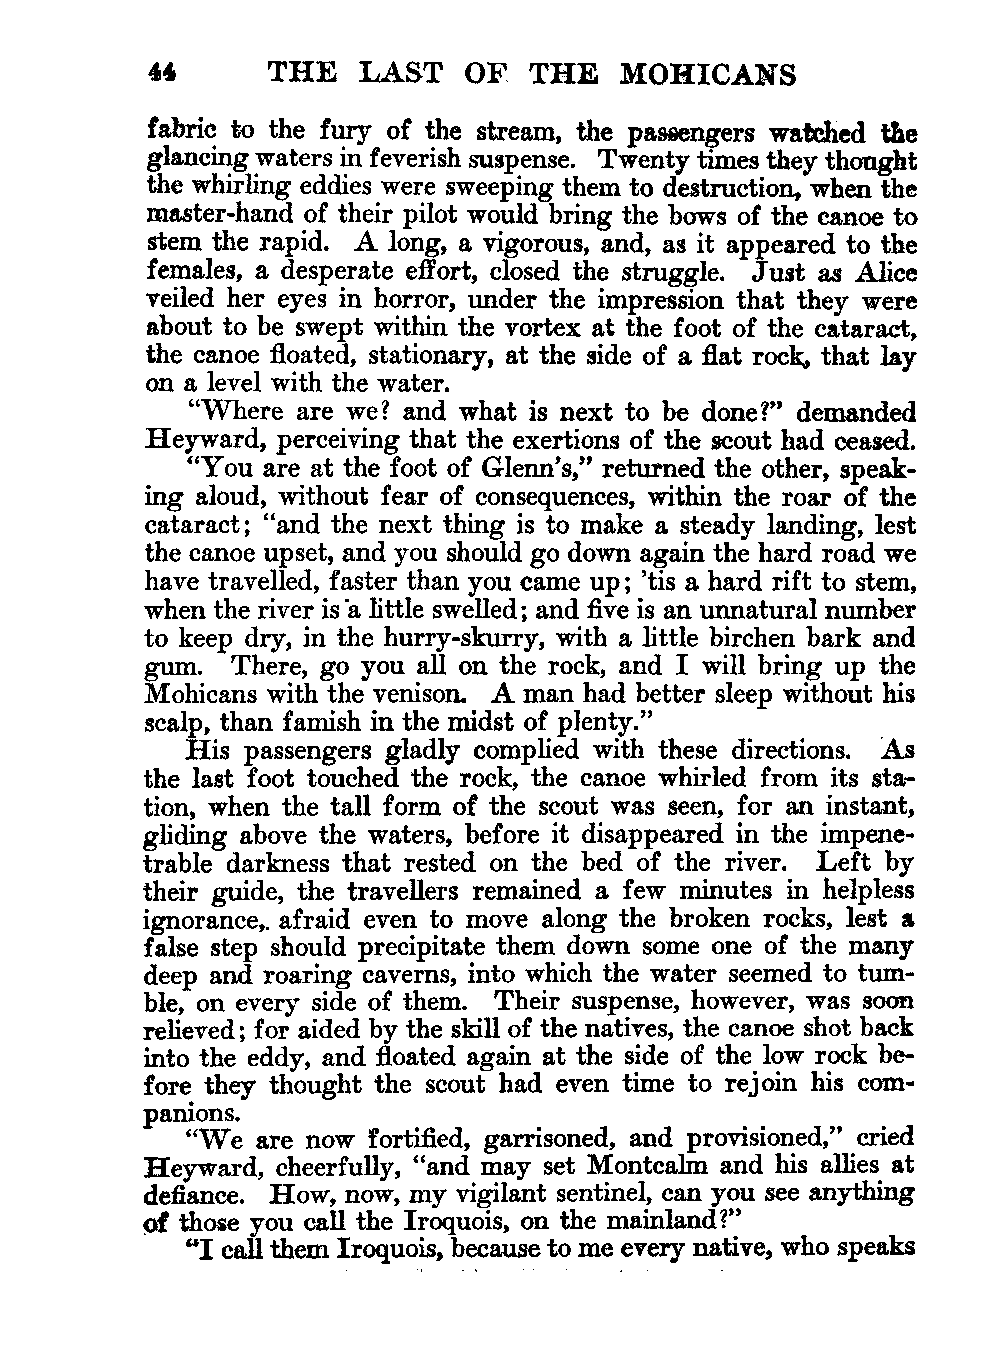 44 THE LAST OF THE MOHICANS
fabric to the fury of the stream, the passengers watched the
glancing waters in feverish suspense. Twenty times they thought
the whirling eddies were sweeping them to destruction, when the
master-hand of their pilot would bring the bows of the canoe to
stem the rapid. A long, a vigorous, and, as it appeared to the
females, a desperate effort, closed the struggle. Just as Alice
veiled her eyes in horror, under the impression that they were
about to be swept within the vortex at the foot of the cataract,
the canoe floated, stationary, at the side of a flat rock, that lay
on a level with the water.
“Where are we? and what is next to be done?” demanded
Heyward, perceiving that the exertions of the scout had ceased.
“You are at the foot of Glenn’s,” returned the other, speak-
ing aloud, without fear of consequences, within the roar of the
cataract; “and the next thing is to make a steady landing, lest
the canoe upset, and you should go down again the hard road we
have travelled, faster than you came up; ’tis a hard rift to stem,
when the river is a little swelled; and five is an unnatural number
to keep dry, in the hurry-skurry, with a little birchen bark and
gum. There, go you all on the rock, and I will bring up the
Mohicans with the venison. A man had better sleep without his
scalp, than famish in the midst of plenty.”
His passengers gladly complied with these directions. As
the last foot touched the rock, the canoe whirled from its sta-
tion, when the tall form of the scout was seen, for an instant,
gliding above the waters, before it disappeared in the impene-
trable darkness that rested on the bed of the river. Left by
their guide, the travellers remained a few minutes in helpless
ignorance, afraid even to move along the broken rocks, lest a
false step should precipitate them down some one of the many
deep and roaring caverns, into which the water seemed to tum-
ble, on every side of them. Their suspense, however, was soon
relieved; for aided by the skill of the natives, the canoe shot back
into the eddy, and floated again at the side of the low rock be-
fore they thought the scout had even time to rejoin his com-
panions.
“We are now fortified, garrisoned, and provisioned,” cried
Heyward, cheerfully, “and may set Montcalm and his allies at
defiance. How, now, my vigilant sentinel, can you see anything
of those you call the Iroquois, on the mainland?”
“I call them Iroquois, because to me every native, who speaks